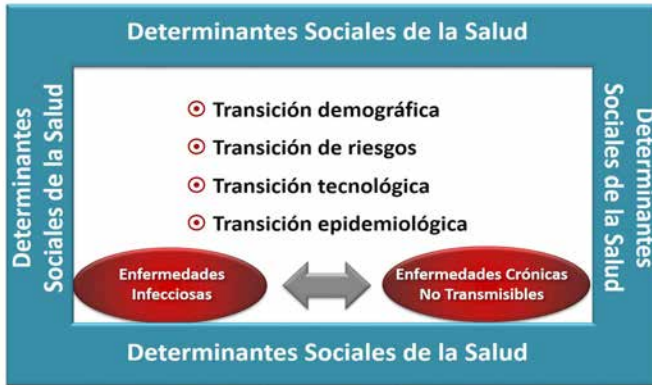 Determinantes Sociales de la Salud
Determinantes
Sociales de la Salud
Transición demográfica
Transición de riesgos
Transición tecnológica
Transición epidemiológica
Enfermedades
Infecciosas
Enfermedades Crónicas
No Transmisibles
Determinantes
Sociales de la Salud
Determinantes Sociales de la Salud